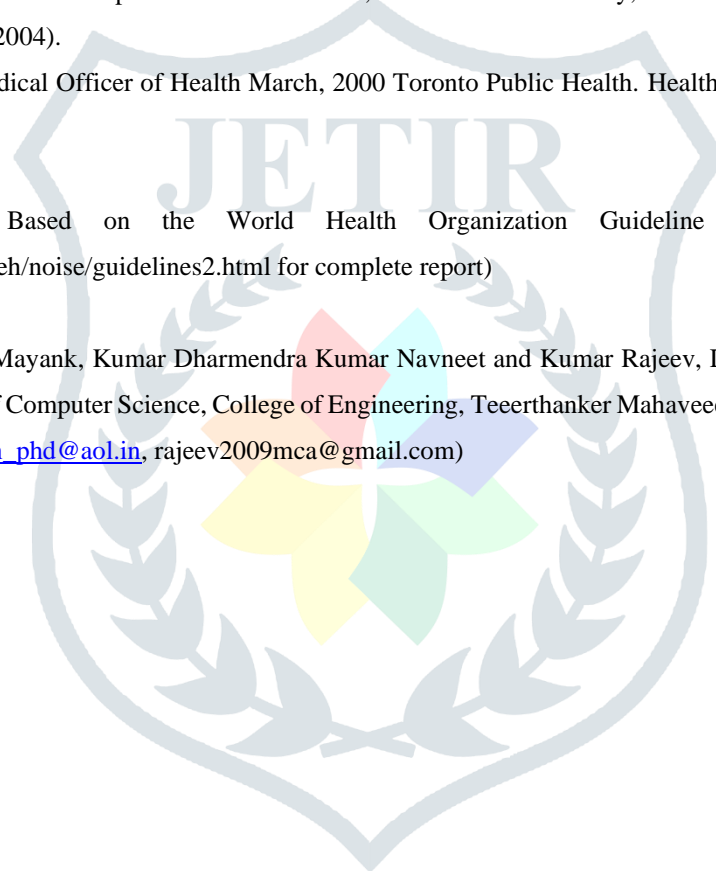 2004).
dical Officer of Health March, 2000 Toronto Public Health. Health
JETIR
Based on the World Health Organization Guideline
eh/noise/guidelines2.html for complete report)
Mayank, Kumar Dharmendra Kumar Navneet and Kumar Rajeev, D
f Computer Science, College of Engineering, Teeerthanker Mahaveer
_phd@aol.in, rajeev2009mca@gmail.com)